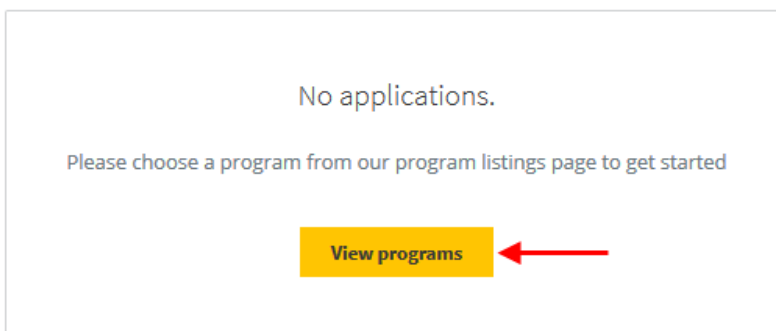 No applications.
Please choose a program from our program listings page to get started
View programs